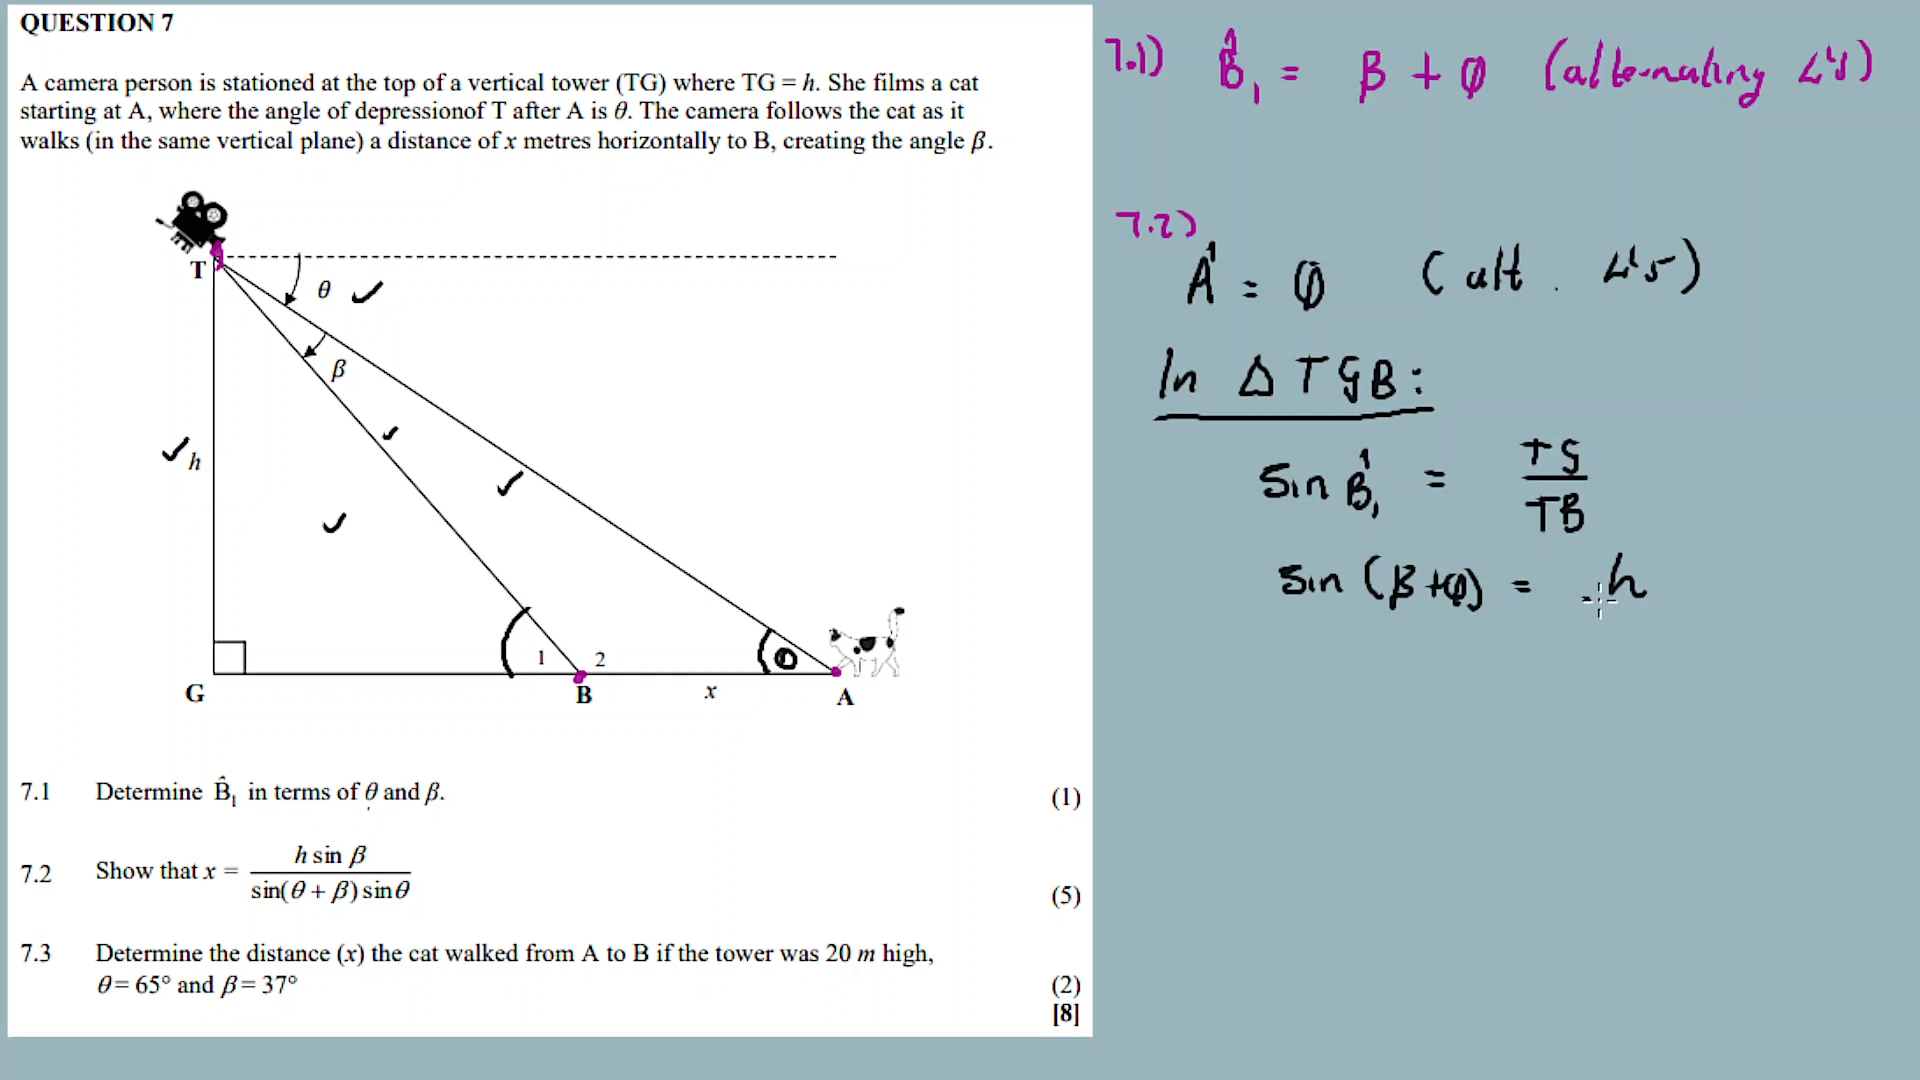 QUESTION 7
A camera person is stationed at the top of a vertical tower (TG) where TG = h. She films a cat
starting at A, where the angle of depressionof T after A is θ. The camera follows the cat as it
walks (in the same vertical plane) a distance of x metres horizontally to B, creating the angle β.
T
θ ✓
β
✓ h
✓
✓
✓
1
2
θ
G
B
x
A
7.1 Determine B̂₁ in terms of θ and β. (1)
7.2 Show that x = h sin β / sin(θ + β) sin θ (5)
7.3 Determine the distance (x) the cat walked from A to B if the tower was 20 m high,
θ = 65° and β = 37° (2)
[8]
7.1) B̂₁ = β + θ (alternating ∠'s)
7.2)
Â = θ (alt. ∠'s)
In △ TGB:
sin B̂₁ = TG / TB
sin (β + θ) = h